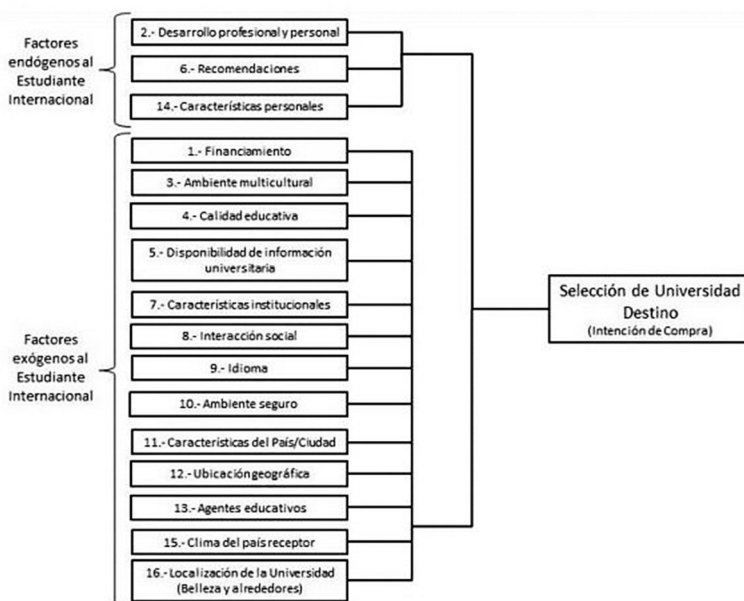 Factores
endógenos al
Estudiante
Internacional
2.- Desarrollo profesional y personal
6.- Recomendaciones
14.- Características personales
Factores
exógenos al
Estudiante
Internacional
1.- Financiamiento
3.- Ambiente multicultural
4.- Calidad educativa
5.- Disponibilidad de información
universitaria
7.- Características institucionales
8.- Interacción social
9.- Idioma
10.- Ambiente seguro
11.- Características del País/Ciudad
12.- Ubicación geográfica
13.- Agentes educativos
15.- Clima del país receptor
16.- Localización de la Universidad
(Belleza y alrededores)
Selección de Universidad
Destino
(Intención de Compra)